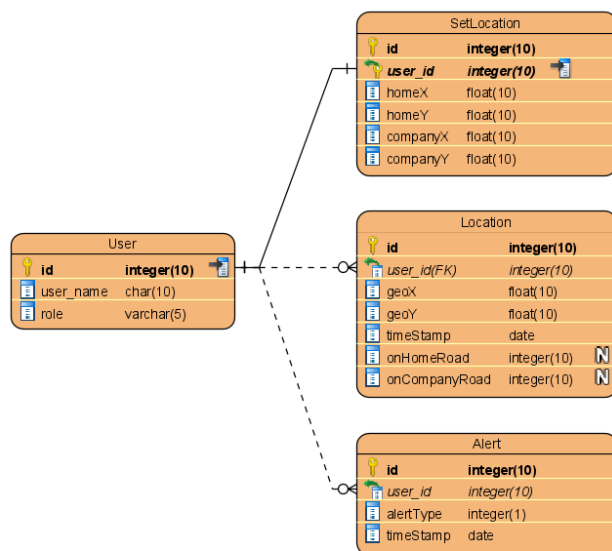 SetLocation
id integer(10)
user_id integer(10)
homeX float(10)
homeY float(10)
companyX float(10)
companyY float(10)
User
id integer(10)
user_name char(10)
role varchar(5)
Location
id integer(10)
user_id(FK) integer(10)
geoX float(10)
geoY float(10)
timeStamp date
onHomeRoad integer(10) N
onCompanyRoad integer(10) N
Alert
id integer(10)
user_id integer(10)
alertType integer(1)
timeStamp date